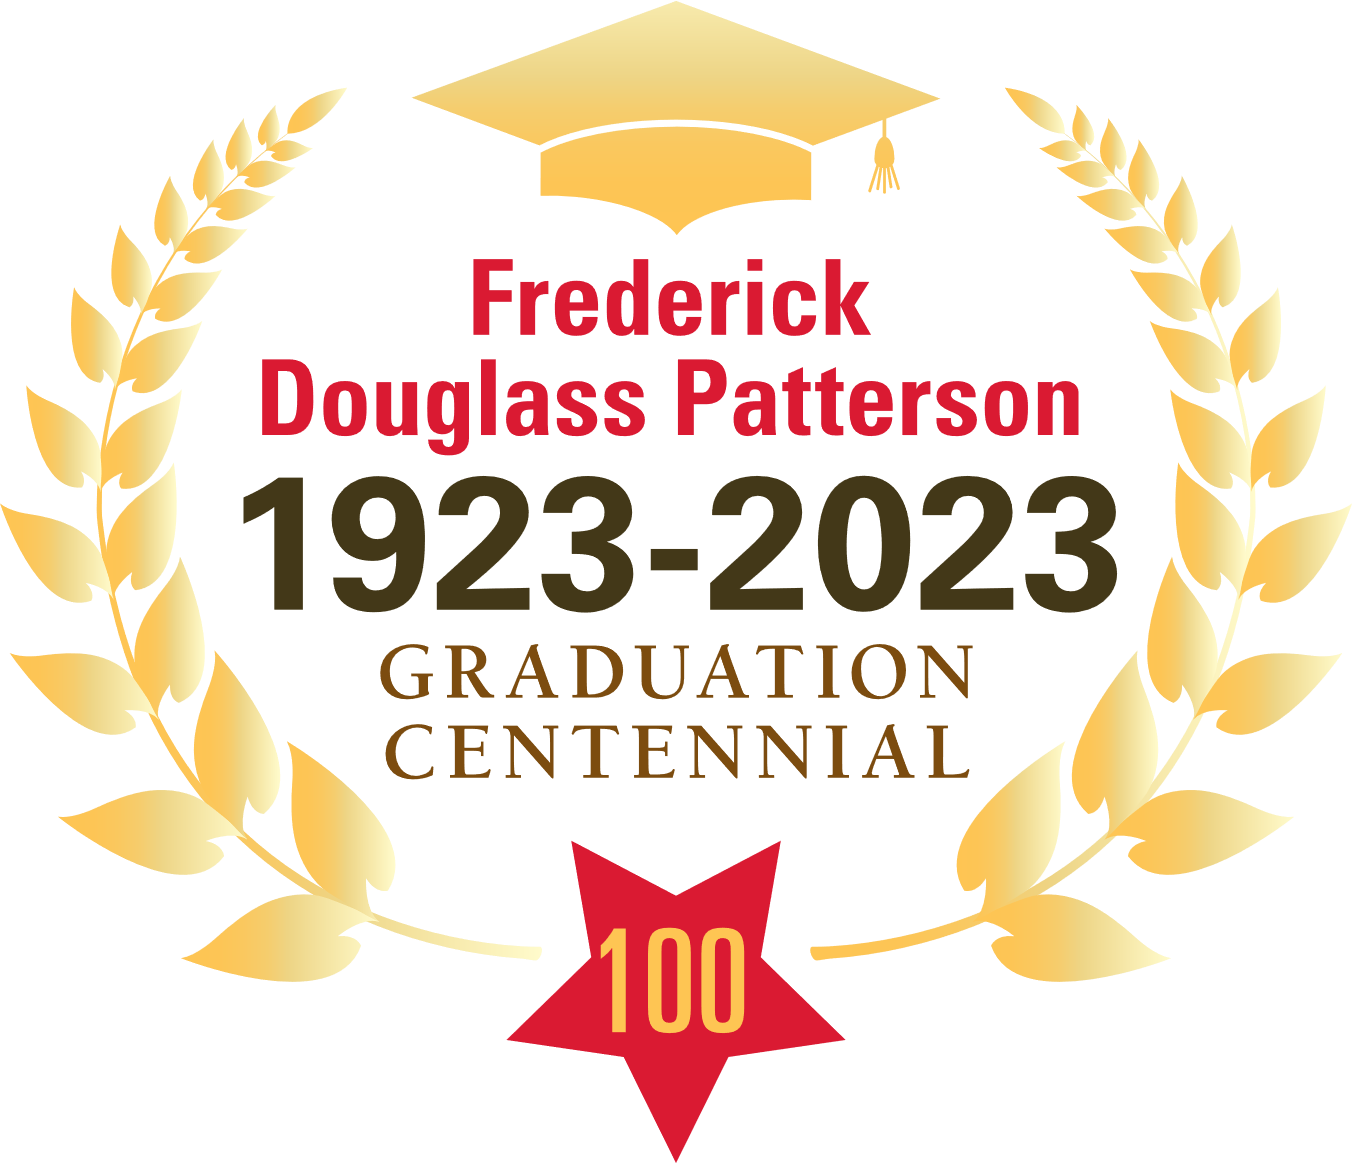 Frederick
Douglass Patterson
1923-2023
GRADUATION
CENTENNIAL
100